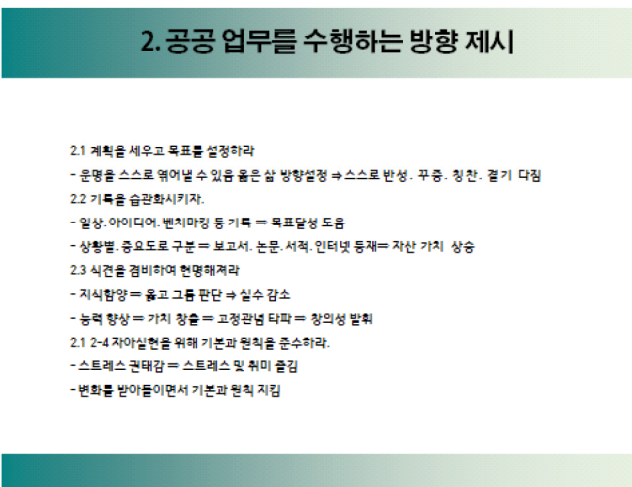 2. 공공 업무를 수행하는 방향 제시
2.1 계획을 세우고 목표를 설정하라
- 운명을 스스로 엮어낼 수 있음 옳은 삶 방향설정 ⇒ 스스로 반성. 꾸중. 칭찬. 결기 다짐
2.2 기록을 습관화시키자.
- 일상.아이디어.벤치마킹 등 기록 ⇒ 목표달성 도움
- 상황별.중요도로 구분 ⇒ 보고서. 논문.서적.인터넷 등재⇒ 자산 가치 상승
2.3 식견을 겸비하여 현명해져라
- 지식함양 ⇒ 옳고 그름 판단 ⇒ 실수 감소
- 능력 향상 ⇒ 가치 창출 ⇒ 고정관념 타파 ⇒ 창의성 발휘
2.1 2-4 자아실현을 위해 기본과 원칙을 준수하라.
- 스트레스 권태감 ⇒ 스트레스 및 취미 즐김
- 변화를 받아들이면서 기본과 원칙 지킴